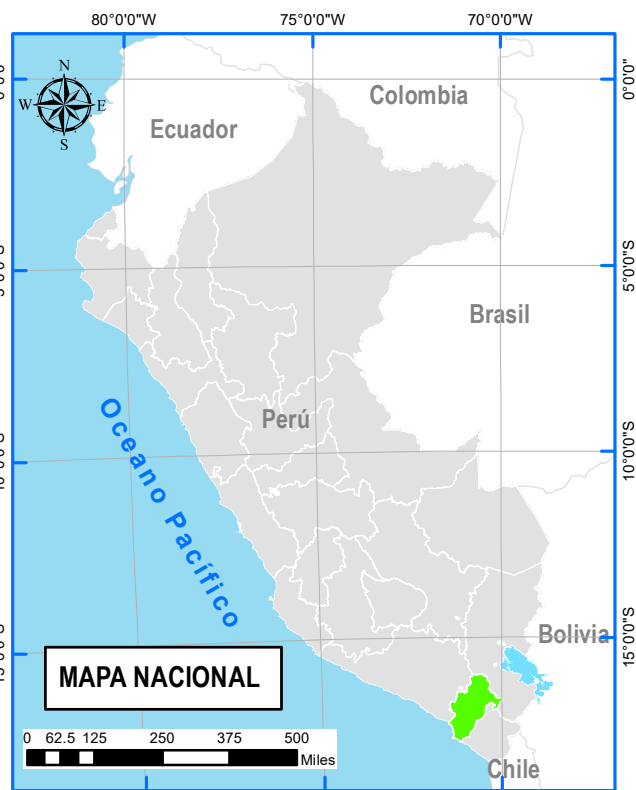 80°0'0"W 75°0'0"W 70°0'0"W
N
W E
S
0°0'0"
Colombia
Ecuador
5°0'0"S
Brasil
Perú
Oceano Pacífico
10°0'0"S
15°0'0"S
Bolivia
MAPA NACIONAL
0 62.5 125 250 375 500
Miles
Chile